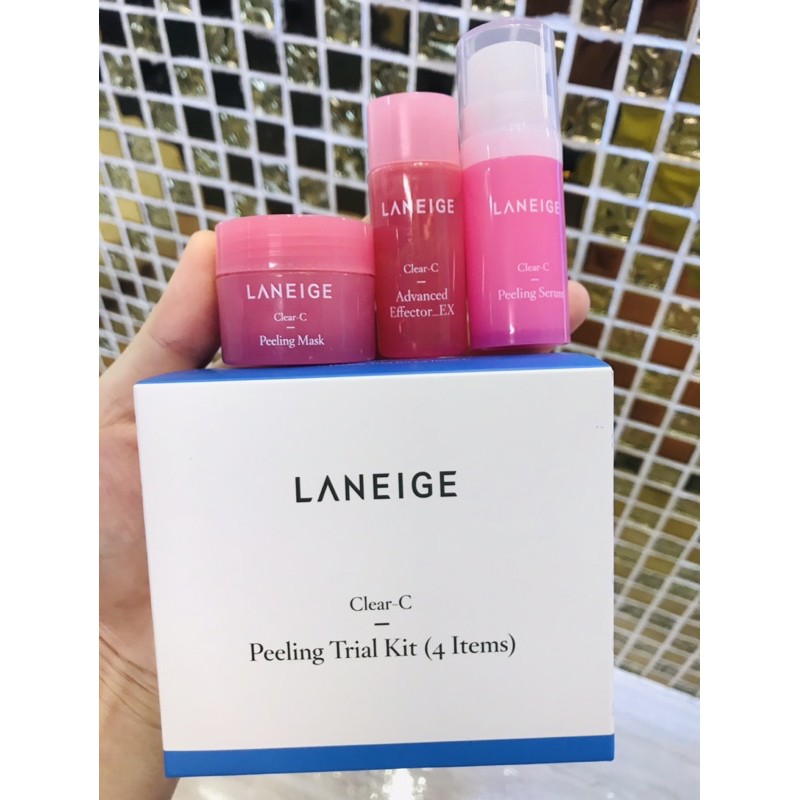 LANEIGE
Clear-C
Peeling Mask
LANEIGE
Clear-C
Advanced
Effector_EX
LANEIGE
Clear-C
Peeling Serum
LANEIGE
Clear-C
Peeling Trial Kit (4 Items)